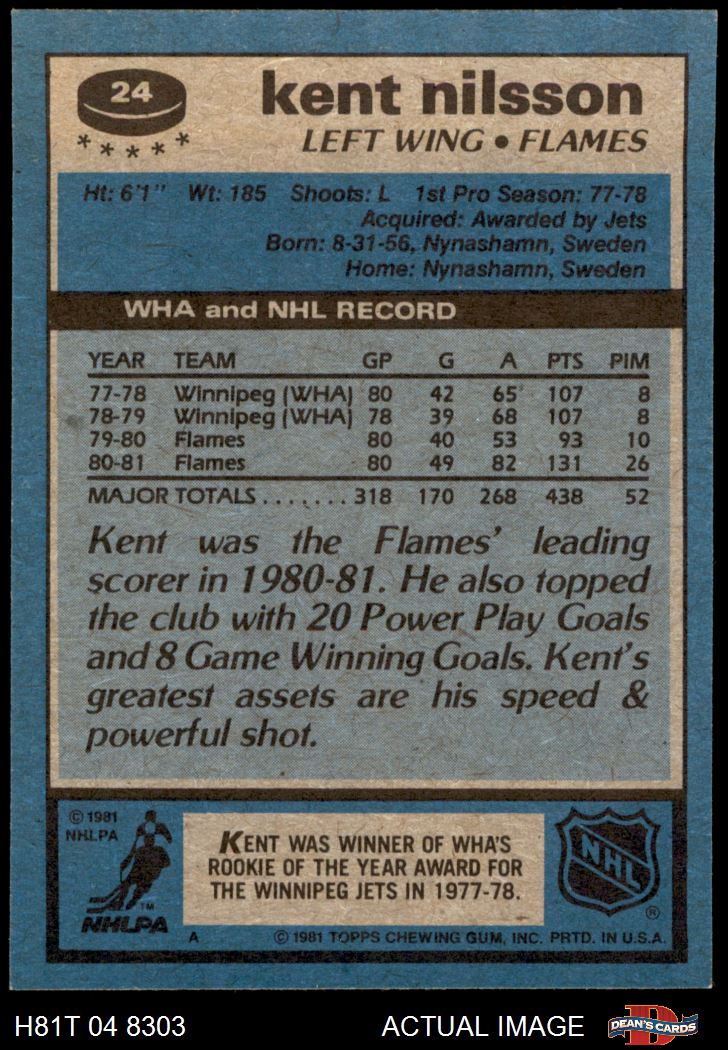 24
kent nilsson
LEFT WING • FLAMES
Ht: 6'1" Wt: 185 Shoots: L 1st Pro Season: 77-78
Acquired: Awarded by Jets
Born: 8-31-56, Nynashamn, Sweden
Home: Nynashamn, Sweden
WHA and NHL RECORD
YEAR TEAM GP G A PTS PIM
77-78 Winnipeg (WHA) 80 42 65 107 8
78-79 Winnipeg (WHA) 78 39 68 107 8
79-80 Flames 80 40 53 93 10
80-81 Flames 80 49 82 131 26
MAJOR TOTALS ....... 318 170 268 438 52
Kent was the Flames' leading
scorer in 1980-81. He also topped
the club with 20 Power Play Goals
and 8 Game Winning Goals. Kent's
greatest assets are his speed &
powerful shot.
© 1981
NHLPA
TM
NHLPA
KENT WAS WINNER OF WHA'S
ROOKIE OF THE YEAR AWARD FOR
THE WINNIPEG JETS IN 1977-78.
NHL
®
A © 1981 TOPPS CHEWING GUM, INC. PRTD. IN U.S.A.
H81T 04 8303 ACTUAL IMAGE DEAN'S CARDS